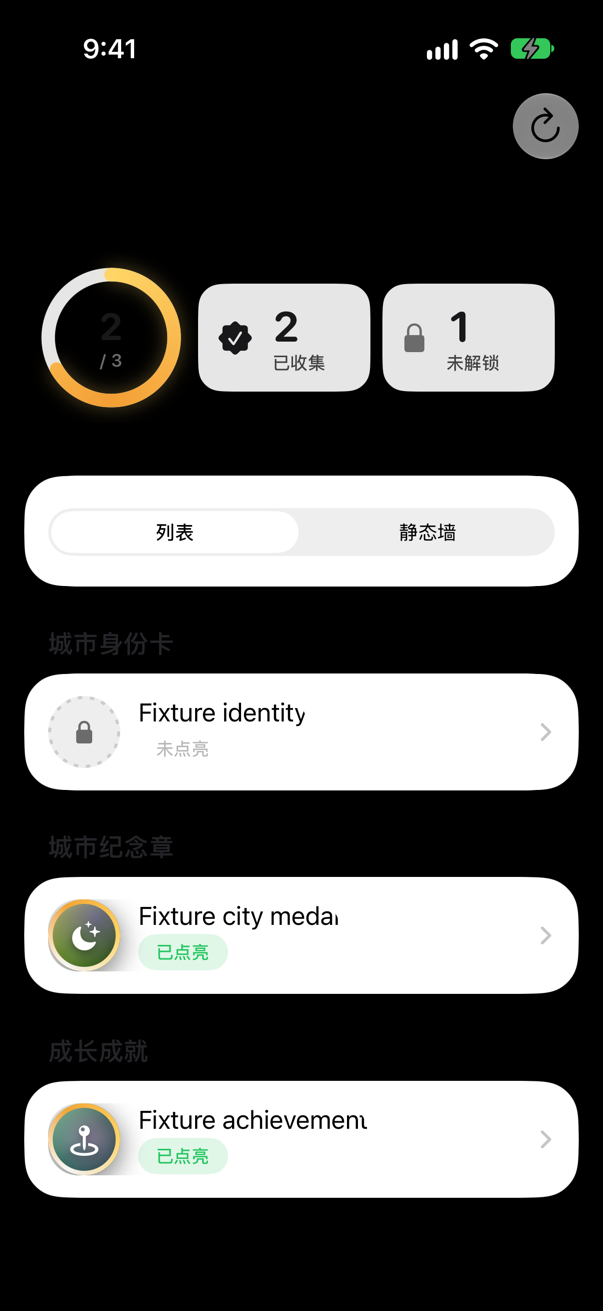 9:41
2
/ 3
2
已收集
1
未解锁
列表
静态墙
城市身份卡
Fixture identity
未点亮
城市纪念章
Fixture city medal
已点亮
成长成就
Fixture achievement
已点亮